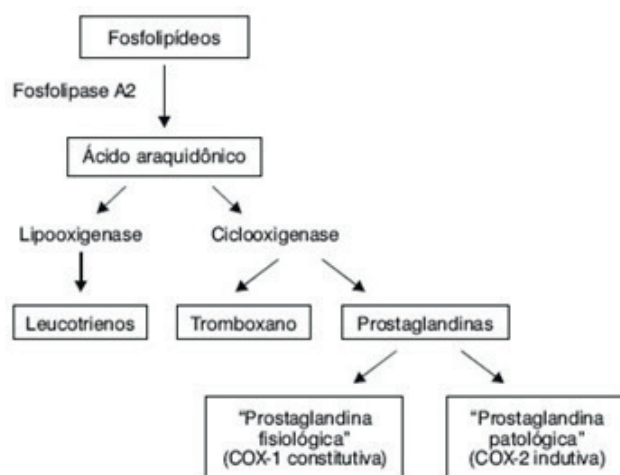 Fosfolipídeos
Fosfolipase A2
Ácido araquidônico
Lipooxigenase
Ciclooxigenase
Leucotrienos
Tromboxano
Prostaglandinas
"Prostaglandina
fisiológica"
(COX-1 constitutiva)
"Prostaglandina
patológica"
(COX-2 indutiva)